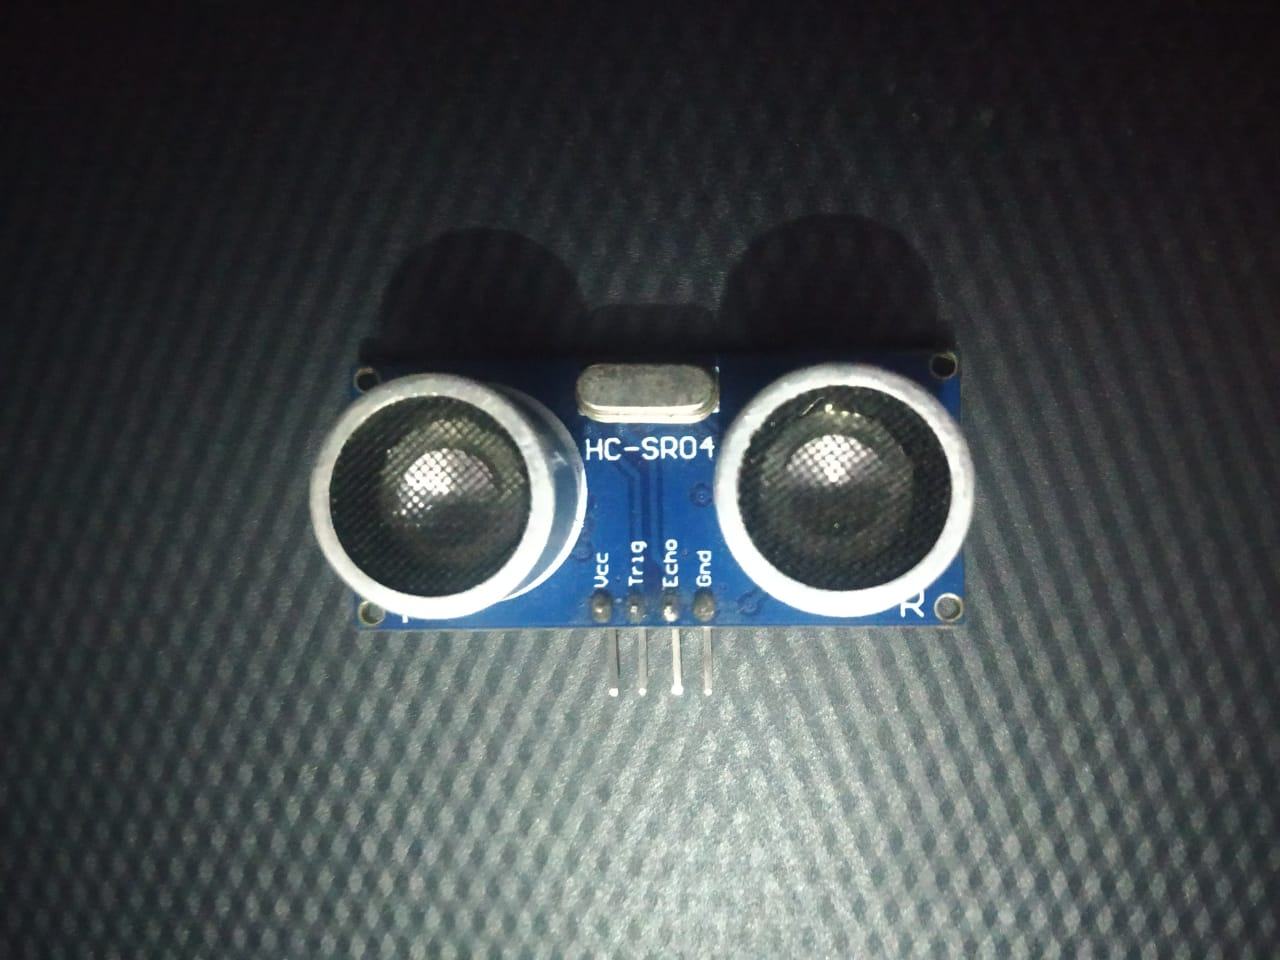 HC-SR04
Vcc
Trig
Echo
Gnd
R